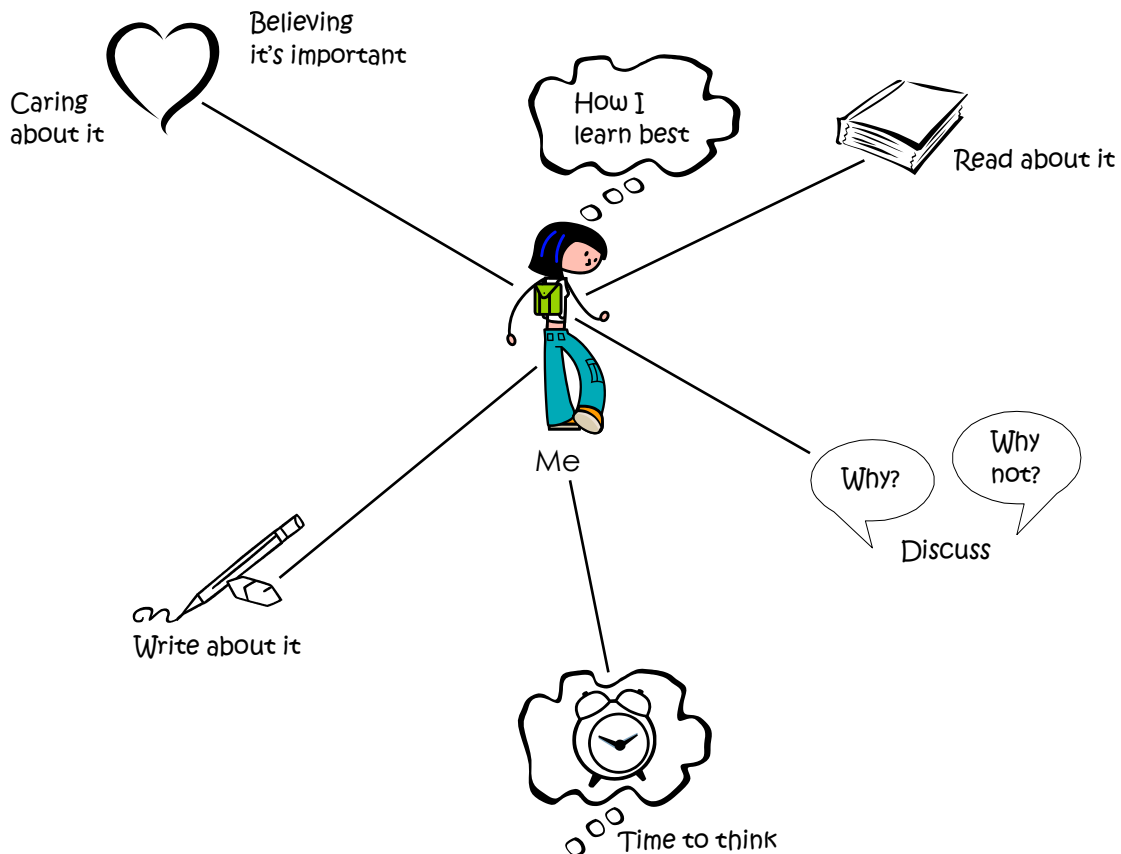 Believing
it's important
Caring
about it
How I
learn best
Read about it
Me
Why?
Why
not?
Discuss
Write about it
Time to think